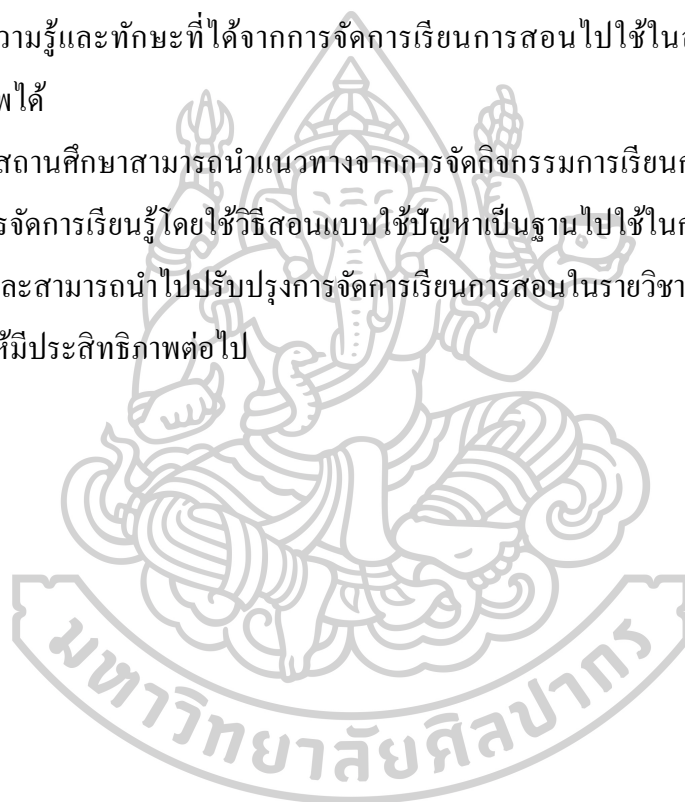 วามรู้และทักษะที่ได้จากการจัดการเรียนการสอนไปใช้ใน
พได้
สถานศึกษาสามารถนำแนวทางจากการจัดกิจกรรมการเรียน
รจัดการเรียนรู้โดยใช้วิธีสอนแบบใช้ปัญหาเป็นฐานไปใช้ใน
ละสามารถนำไปปรับปรุงการจัดการเรียนการสอนในรายวิชา
ห้มีประสิทธิภาพต่อไป
มหาวิทยาลัยศิลปากร